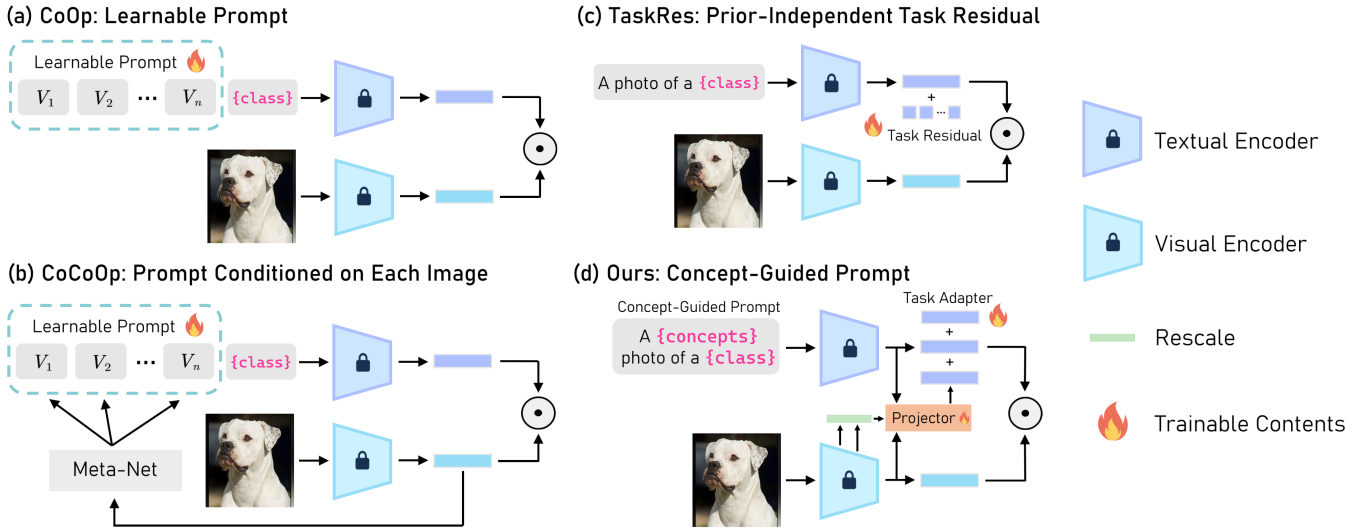 (a) CoOp: Learnable Prompt
Learnable Prompt
V1 V2 ··· Vn {class}
(b) CoCoOp: Prompt Conditioned on Each Image
Learnable Prompt
V1 V2 ··· Vn {class}
Meta-Net
(c) TaskRes: Prior-Independent Task Residual
A photo of a {class}
+
...
Task Residual
(d) Ours: Concept-Guided Prompt
Concept-Guided Prompt
A {concepts}
photo of a {class}
Task Adapter
+
+
Projector
Textual Encoder
Visual Encoder
Rescale
Trainable Contents